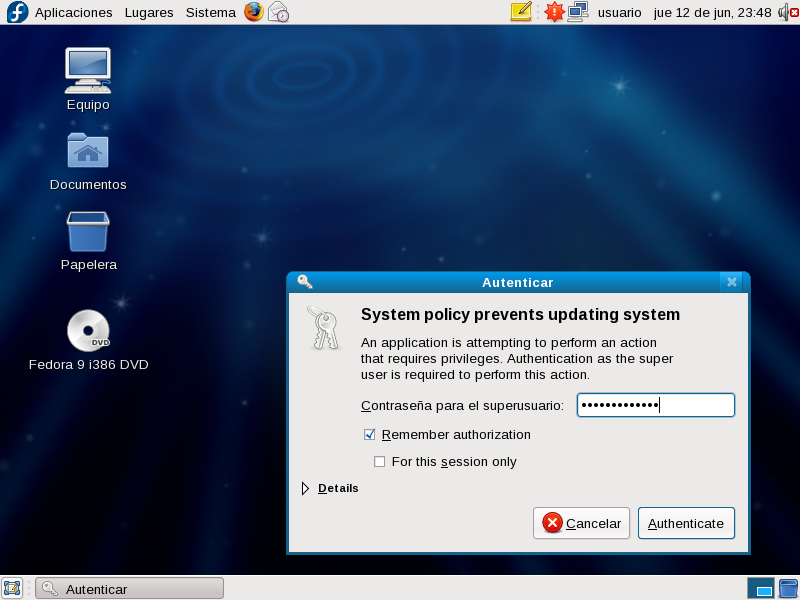 Aplicaciones Lugares Sistema usuario jue 12 de jun, 23:48
Equipo
Documentos
Papelera
DVD
Fedora 9 i386 DVD
Autenticar
System policy prevents updating system
An application is attempting to perform an action
that requires privileges. Authentication as the super
user is required to perform this action.
Contraseña para el superusuario: •••••••••••••
Remember authorization
For this session only
Details
Cancelar Authenticate
Autenticar